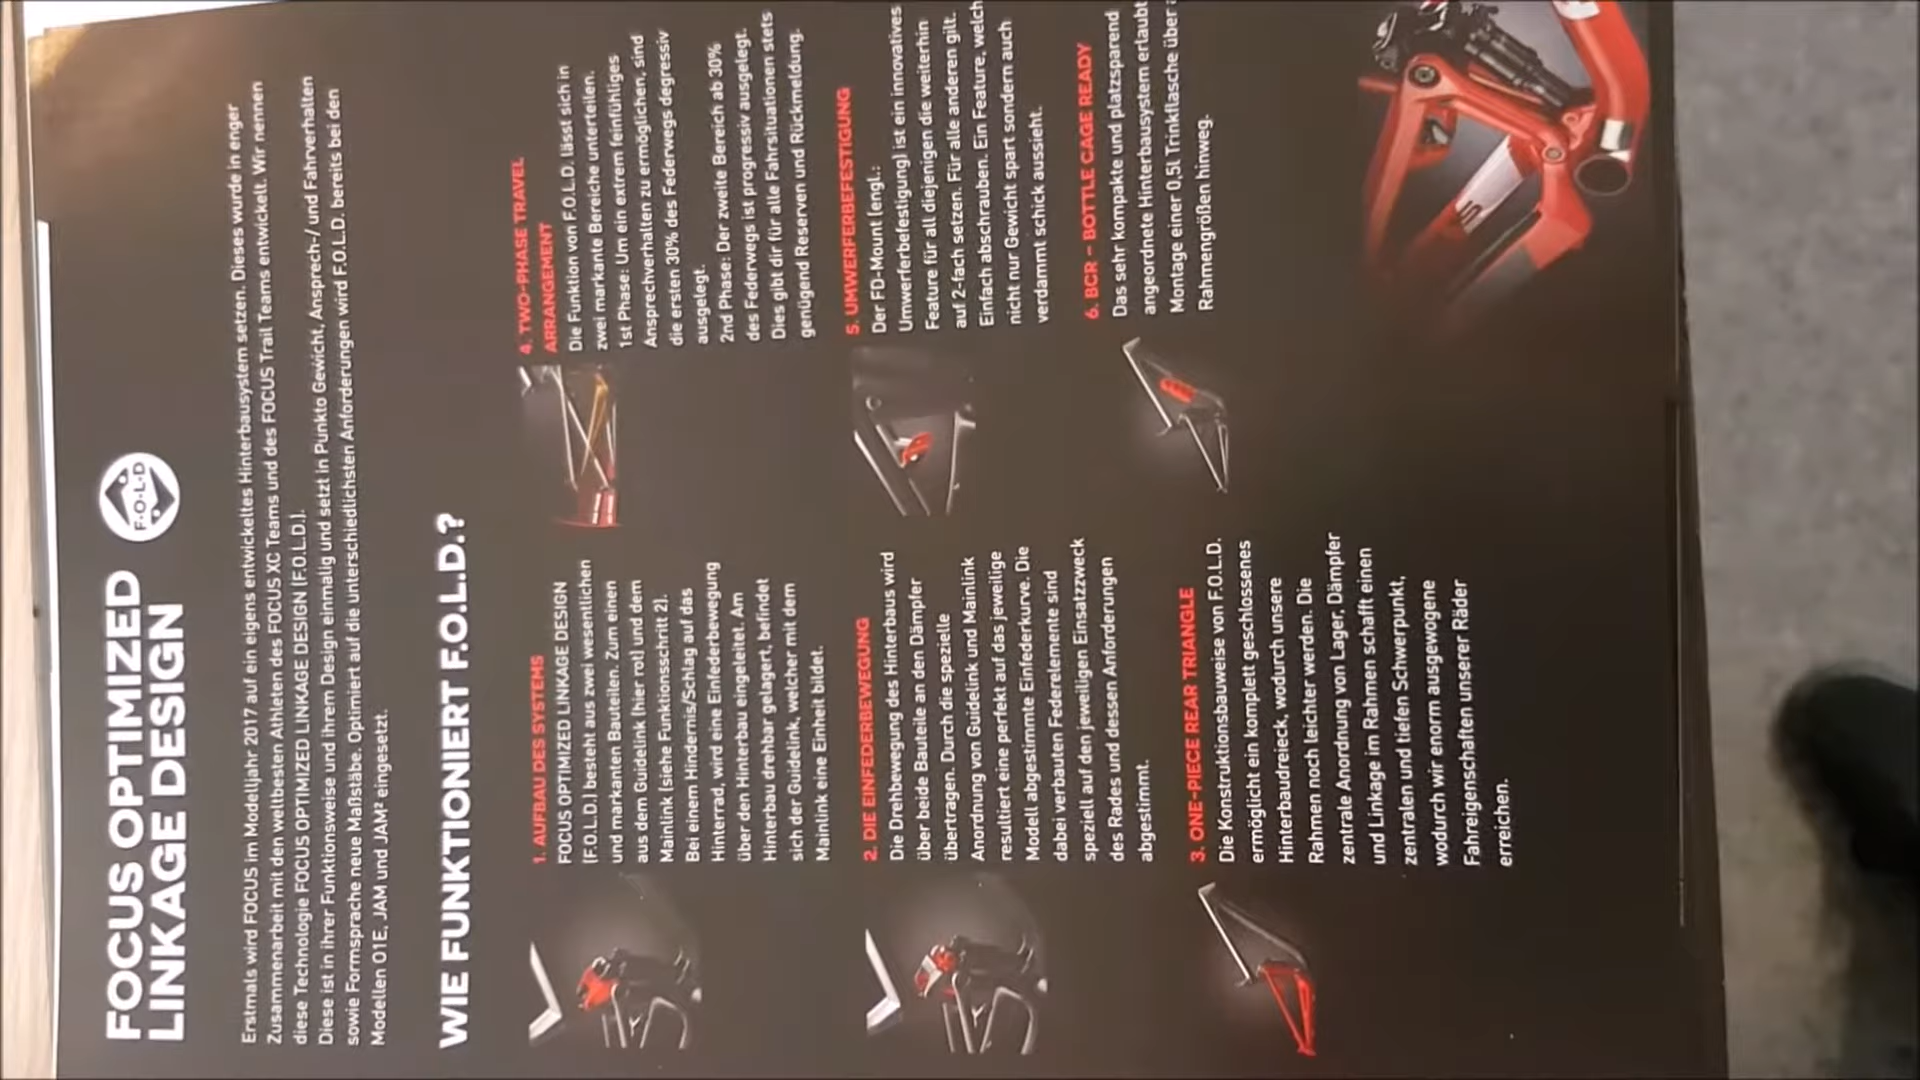 FOCUS OPTIMIZED
LINKAGE DESIGN
F·O·L·D
Erstmals wird FOCUS im Modelljahr 2017 auf ein eigens entwickeltes Hinterbausystem setzen. Dieses wurde in enger
Zusammenarbeit mit den weltbesten Athleten des FOCUS XC Teams und des FOCUS Trail Teams entwickelt. Wir nennen
diese Technologie FOCUS OPTIMIZED LINKAGE DESIGN (F.O.L.D.).
Diese ist in ihrer Funktionsweise und ihrem Design einmalig und setzt in Punkto Gewicht, Ansprech-/ und Fahrverhalten
sowie Formsprache neue Maßstäbe. Optimiert auf die unterschiedlichsten Anforderungen wird F.O.L.D. bereits bei den
Modellen O1E, JAM und JAM² eingesetzt.
WIE FUNKTIONIERT F.O.L.D.?
1. AUFBAU DES SYSTEMS
FOCUS OPTIMIZED LINKAGE DESIGN
(F.O.L.D.) besteht aus zwei wesentlichen
und markanten Bauteilen. Zum einen
aus dem Guidelink (hier rot) und dem
Mainlink (siehe Funktionsschritt 2).
Bei einem Hindernis/Schlag auf das
Hinterrad, wird eine Einfederbewegung
über den Hinterbau eingeleitet. Am
Hinterbau drehbar gelagert, befindet
sich der Guidelink, welcher mit dem
Mainlink eine Einheit bildet.
2. DIE EINFEDERBEWEGUNG
Die Drehbewegung des Hinterbaus wird
über beide Bauteile an den Dämpfer
übertragen. Durch die spezielle
Anordnung von Guidelink und Mainlink
resultiert eine perfekt auf das jeweilige
Modell abgestimmte Einfederkurve. Die
dabei verbauten Federelemente sind
speziell auf den jeweiligen Einsatzzweck
des Rades und dessen Anforderungen
abgestimmt.
3. ONE-PIECE REAR TRIANGLE
Die Konstruktionsbauweise von F.O.L.D.
ermöglicht ein komplett geschlossenes
Hinterbaudreieck, wodurch unsere
Rahmen noch leichter werden. Die
zentrale Anordnung von Lager, Dämpfer
und Linkage im Rahmen schafft einen
zentralen und tiefen Schwerpunkt,
wodurch wir enorm ausgewogene
Fahreigenschaften unserer Räder
erreichen.
4. TWO-PHASE TRAVEL
ARRANGEMENT
Die Funktion von F.O.L.D. lässt sich in
zwei markante Bereiche unterteilen.
1st Phase: Um ein extrem feinfühliges
Ansprechverhalten zu ermöglichen, sind
die ersten 30% des Federwegs degressiv
ausgelegt.
2nd Phase: Der zweite Bereich ab 30%
des Federwegs ist progressiv ausgelegt.
Dies gibt dir für alle Fahrsituationen stets
genügend Reserven und Rückmeldung.
5. UMWERFERBEFESTIGUNG
Der FD-Mount (engl.:
Umwerferbefestigung) ist ein innovatives
Feature für all diejenigen die weiterhin
auf 2-fach setzen. Für alle anderen gilt.
Einfach abschrauben. Ein Feature, welch
nicht nur Gewicht spart sondern auch
verdammt schick aussieht.
6. BCR - BOTTLE CAGE READY
Das sehr kompakte und platzsparend
angeordnete Hinterbausystem erlaubt
Montage einer 0,5l Trinkflasche über
Rahmengrößen hinweg.